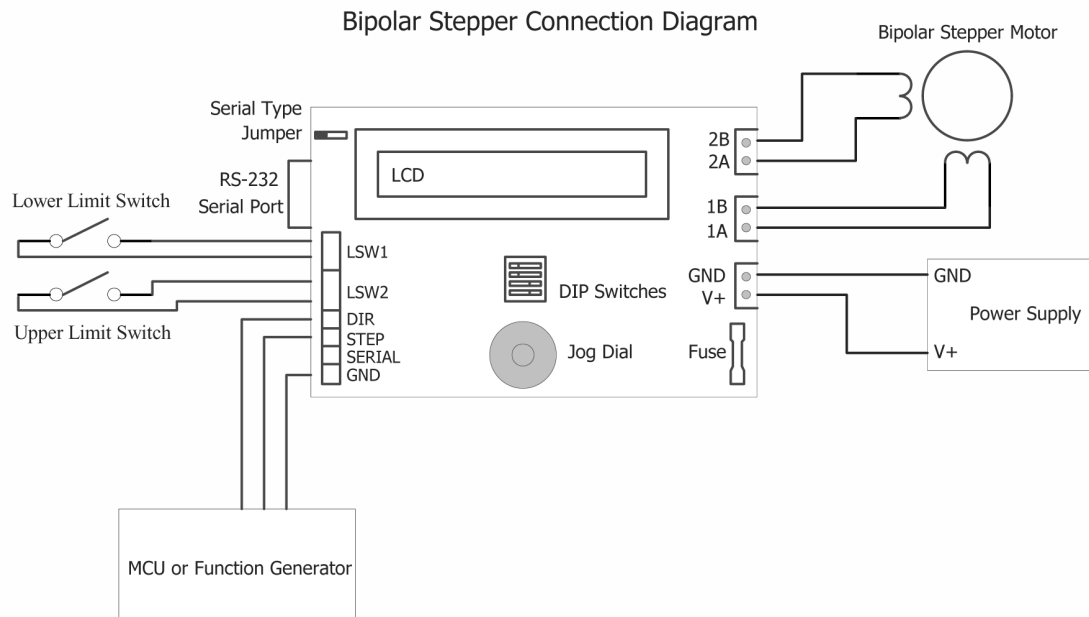 Bipolar Stepper Connection Diagram
Bipolar Stepper Motor
Serial Type
Jumper
LCD
RS-232
Serial Port
2B
2A
1B
1A
Lower Limit Switch
LSW1
LSW2
Upper Limit Switch
DIR
STEP
SERIAL
GND
DIP Switches
Jog Dial
GND
V+
Fuse
GND
Power Supply
V+
MCU or Function Generator